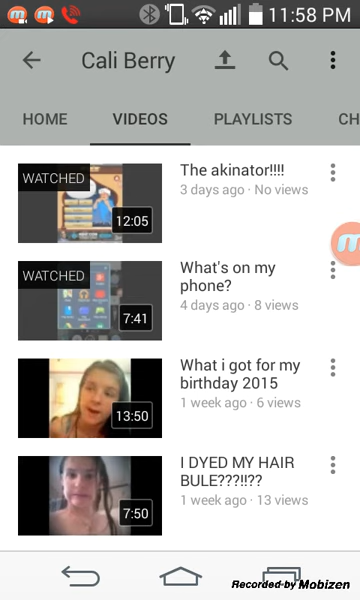 11:58 PM
Cali Berry
HOME
VIDEOS
PLAYLISTS
CH
WATCHED
12:05
The akinator!!!!
3 days ago · No views
WATCHED
7:41
What's on my
phone?
4 days ago · 8 views
13:50
What i got for my
birthday 2015
1 week ago · 6 views
7:50
I DYED MY HAIR
BULE???!!??
1 week ago · 13 views
Recorded by Mobizen